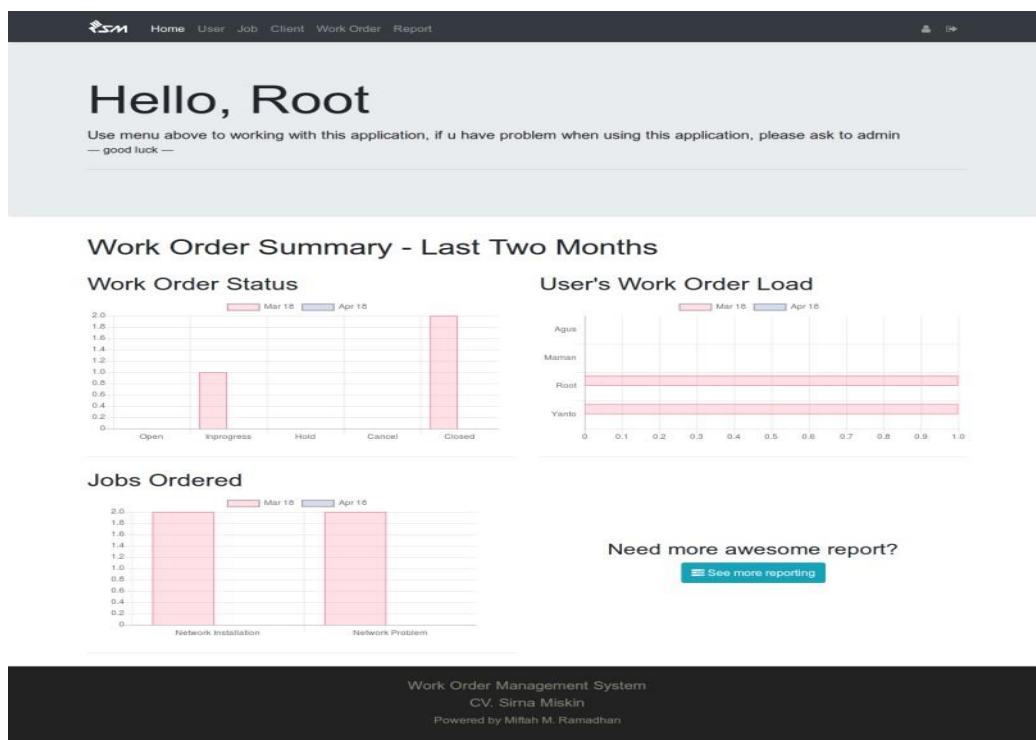 SM Home User Job Client Work Order Report
Hello, Root
Use menu above to working with this application, if u have problem when using this application, please ask to admin
— good luck —
Work Order Summary - Last Two Months
Work Order Status
Mar 18 Apr 18
2.0
1.8
1.6
1.4
1.2
1.0
0.8
0.6
0.4
0.2
0
Open Inprogress Hold Cancel Closed
User's Work Order Load
Mar 18 Apr 18
Agus
Maman
Root
Yanto
0 0.1 0.2 0.3 0.4 0.5 0.6 0.7 0.8 0.9 1.0
Jobs Ordered
Mar 18 Apr 18
2.0
1.8
1.6
1.4
1.2
1.0
0.8
0.6
0.4
0.2
0
Network Installation Network Problem
Need more awesome report?
See more reporting
Work Order Management System
CV. Sirna Miskin
Powered by Miftah M. Ramadhan